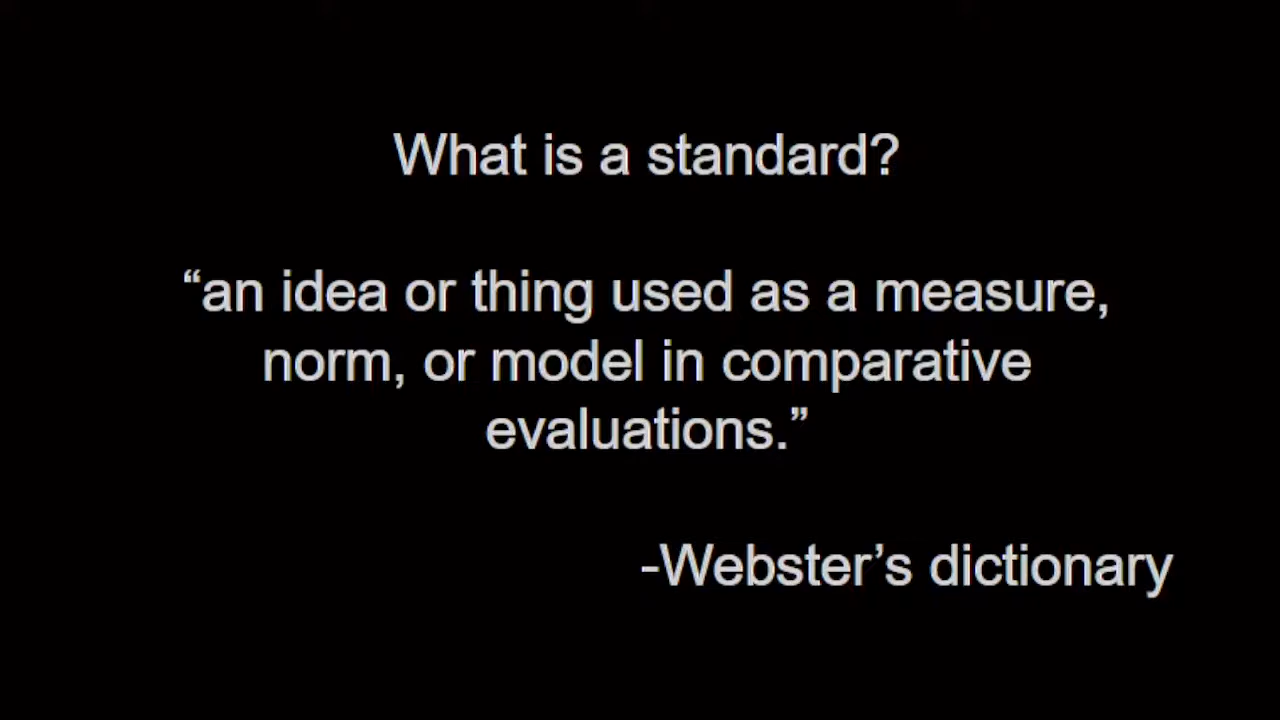 What is a standard?
“an idea or thing used as a measure,
norm, or model in comparative
evaluations.”
-Webster’s dictionary